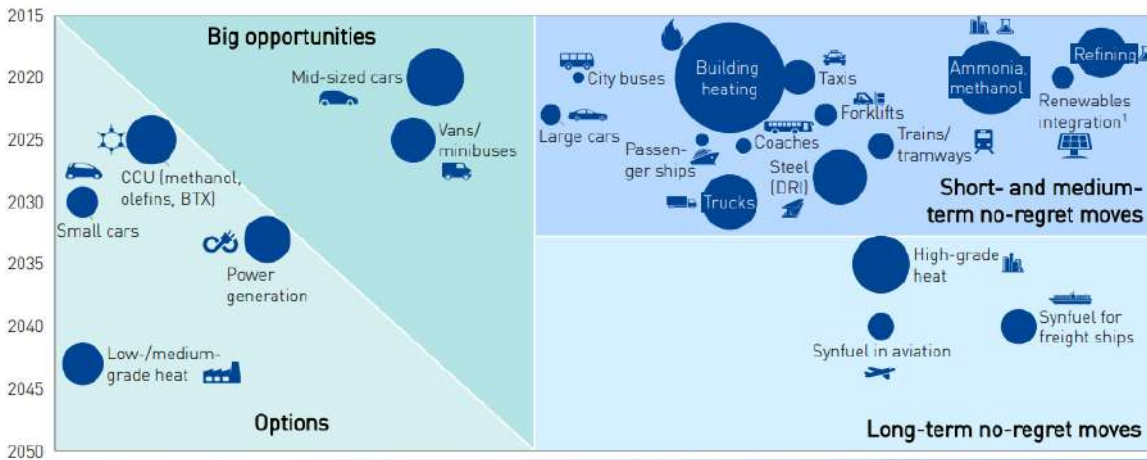 2015
2020
2025
2030
2035
2040
2045
2050
Big opportunities
Mid-sized cars
Vans/
minibuses
CCU (methanol,
olefins, BTX)
Small cars
Power
generation
Low-/medium-
grade heat
Options
City buses
Building
heating
Taxis
Ammonia,
methanol
Refining
Renewables
integration¹
Large cars
Forklifts
Passen-
ger ships
Coaches
Trains/
tramways
Steel
(DRI)
Trucks
Short- and medium-
term no-regret moves
High-grade
heat
Synfuel for
freight ships
Synfuel in aviation
Long-term no-regret moves